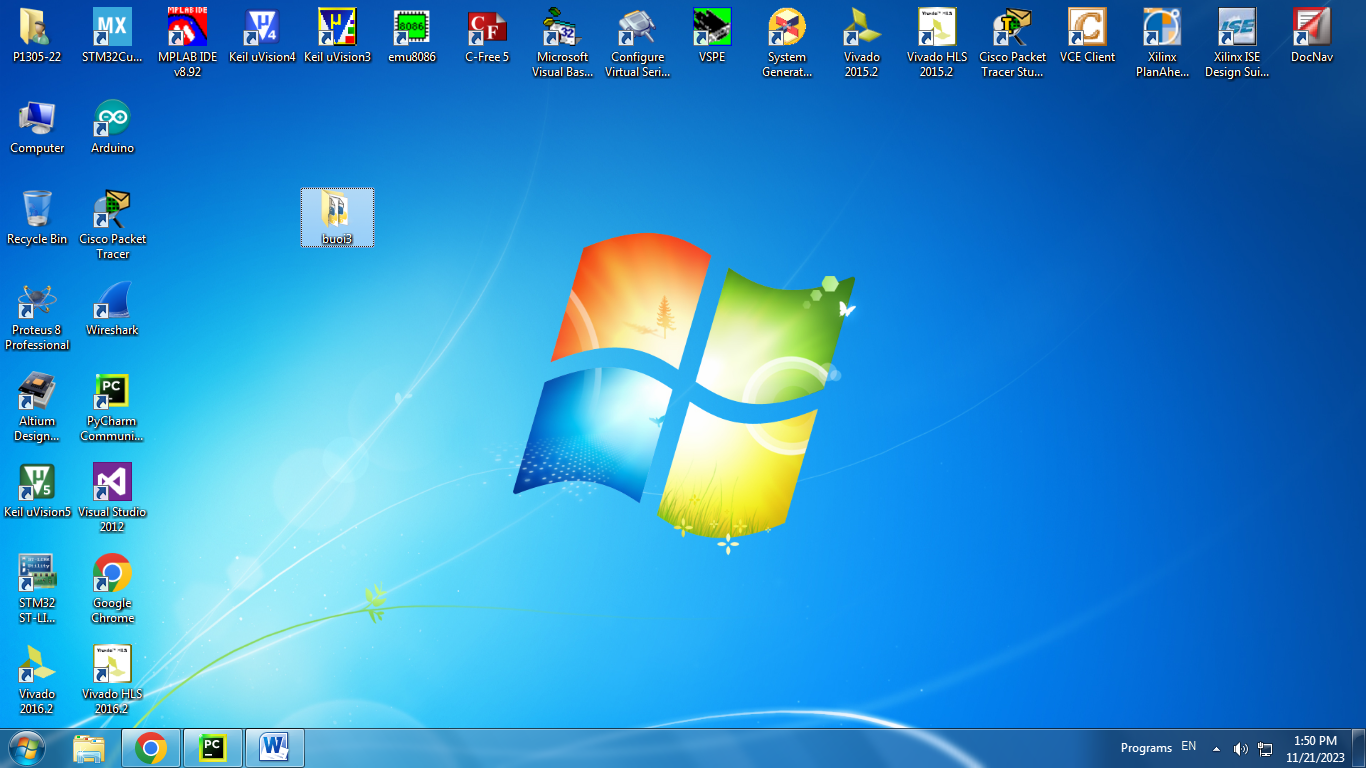 P1305-22
STM32Cu...
MPLAB IDE
v8.92
Keil uVision4
Keil uVision3
emu8086
C-Free 5
Microsoft
Visual Bas...
Configure
Virtual Seri...
VSPE
System
Generat...
Vivado
2015.2
Vivado HLS
2015.2
Cisco Packet
Tracer Stu...
VCE Client
Xilinx
PlanAhe...
Xilinx ISE
Design Sui...
DocNav
Computer
Arduino
Recycle Bin
Cisco Packet
Tracer
buoi3
Proteus 8
Professional
Wireshark
Altium
Design...
PyCharm
Communi...
Keil uVision5
Visual Studio
2012
STM32
ST-LI...
Google
Chrome
Vivado
2016.2
Vivado HLS
2016.2
Programs
EN
1:50 PM
11/21/2023